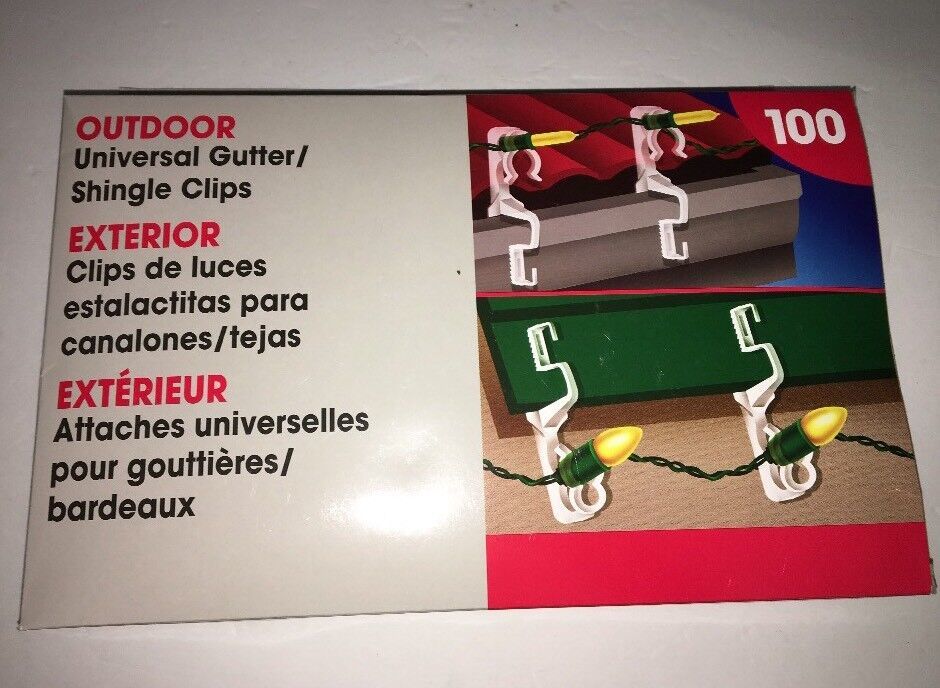 OUTDOOR
Universal Gutter/
Shingle Clips
EXTERIOR
Clips de luces
estalactitas para
canalones/tejas
EXTÉRIEUR
Attaches universelles
pour gouttières/
bardeaux
100